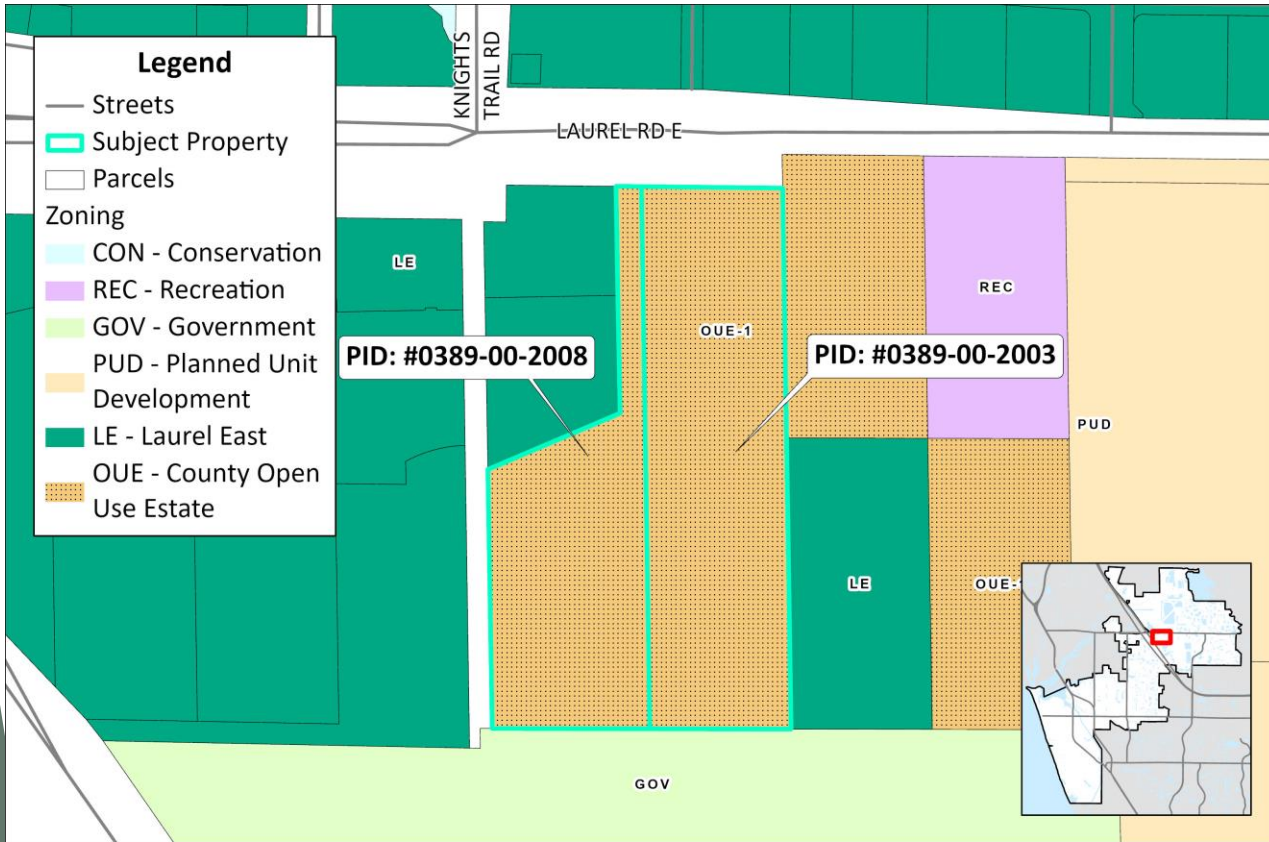 Legend
Streets
Subject Property
Parcels
Zoning
CON - Conservation
REC - Recreation
GOV - Government
PUD - Planned Unit
Development
LE - Laurel East
OUE - County Open
Use Estate
KNIGHTS
TRAIL RD
LAUREL RD E
LE
REC
OUE-1
PID: #0389-00-2008
PID: #0389-00-2003
PUD
LE
OUE-1
GOV